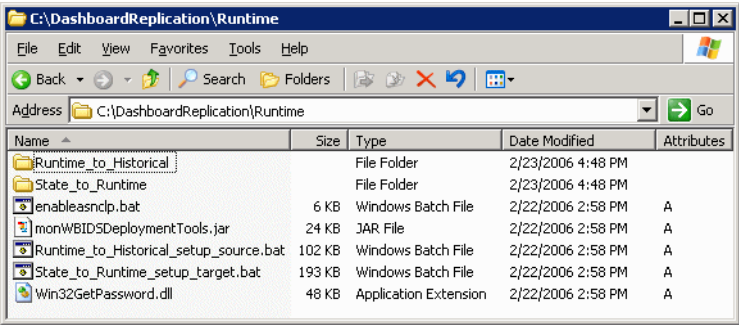 C:\DashboardReplication\Runtime
File Edit View Favorites Tools Help
Back Search Folders
Address C:\DashboardReplication\Runtime Go
Name Size Type Date Modified Attributes
Runtime_to_Historical File Folder 2/23/2006 4:48 PM
State_to_Runtime File Folder 2/23/2006 4:48 PM
enableasnclp.bat 6 KB Windows Batch File 2/22/2006 2:58 PM A
monWBIDSDeploymentTools.jar 24 KB JAR File 2/22/2006 2:58 PM A
Runtime_to_Historical_setup_source.bat 102 KB Windows Batch File 2/22/2006 2:58 PM A
State_to_Runtime_setup_target.bat 193 KB Windows Batch File 2/22/2006 2:58 PM A
Win32GetPassword.dll 48 KB Application Extension 2/22/2006 2:58 PM A